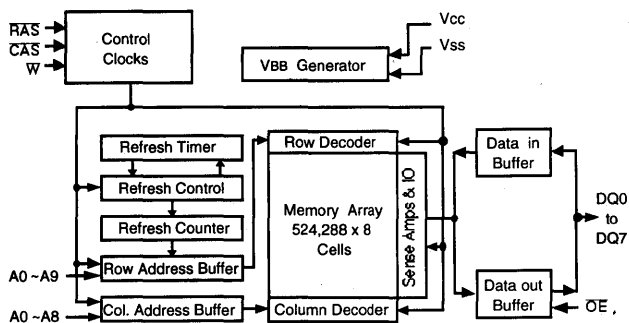 RAS
CAS
W
Control
Clocks
VBB Generator
Vcc
Vss
Refresh Timer
Refresh Control
Refresh Counter
Row Address Buffer
A0 ~A9
Col. Address Buffer
A0 ~A8
Row Decoder
Memory Array
524,288 x 8
Cells
Sense Amps & IO
Column Decoder
Data in
Buffer
DQ0
to
DQ7
Data out
Buffer
OE